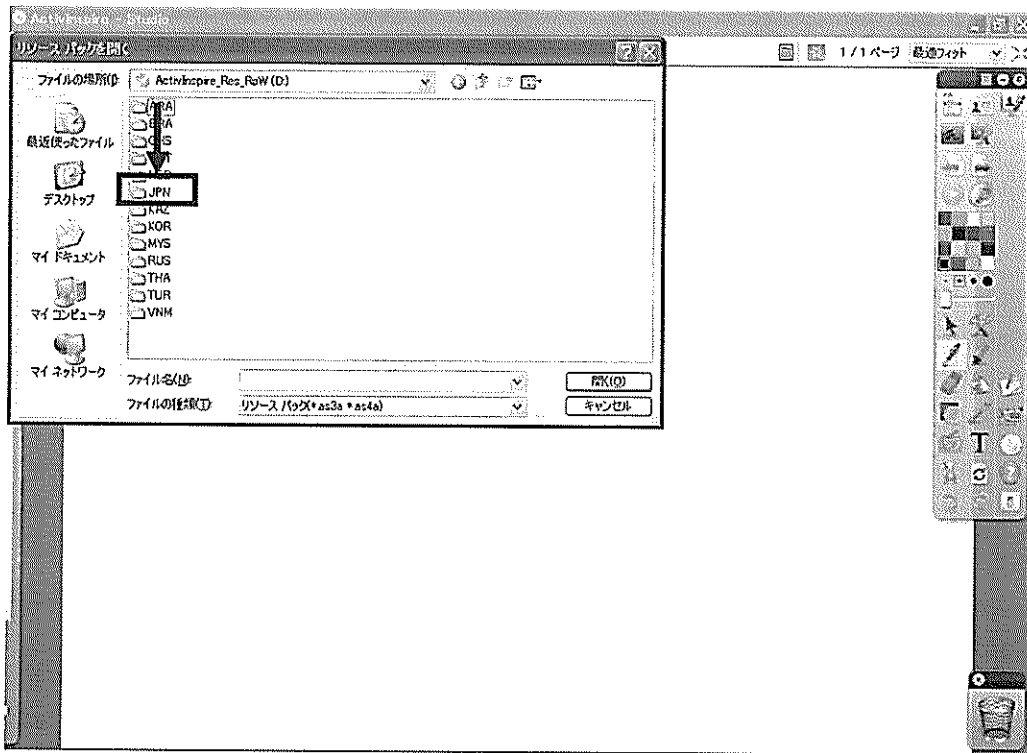 ActivInspire - Studio
リソース パックを開く
1 / 1 ページ
最適フィット
ファイルの場所(I):
ActivInspire_Res_RoW (D:)
最近使ったファイル
デスクトップ
マイ ドキュメント
マイ コンピュータ
マイ ネットワーク
ARA
JPN
KAZ
KOR
MYS
RUS
THA
TUR
VNM
ファイル名(N):
開く(O)
ファイルの種類(T):
リソース パック(*.as3a *.as4a)
キャンセル
T